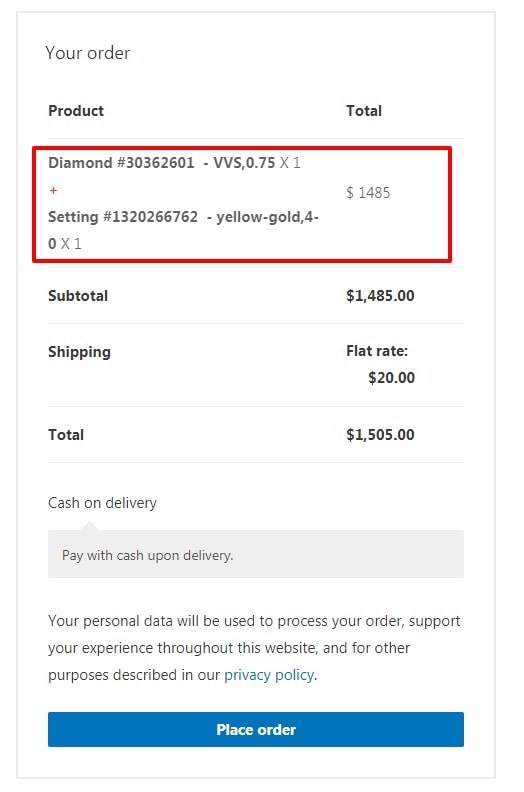 Your order
Product Total
Diamond #30362601 - VVS,0.75 X 1
+
$ 1485
Setting #1320266762 - yellow-gold,4-
0 X 1
Subtotal $1,485.00
Shipping Flat rate:
$20.00
Total $1,505.00
Cash on delivery
Pay with cash upon delivery.
Your personal data will be used to process your order, support
your experience throughout this website, and for other
purposes described in our privacy policy.
Place order